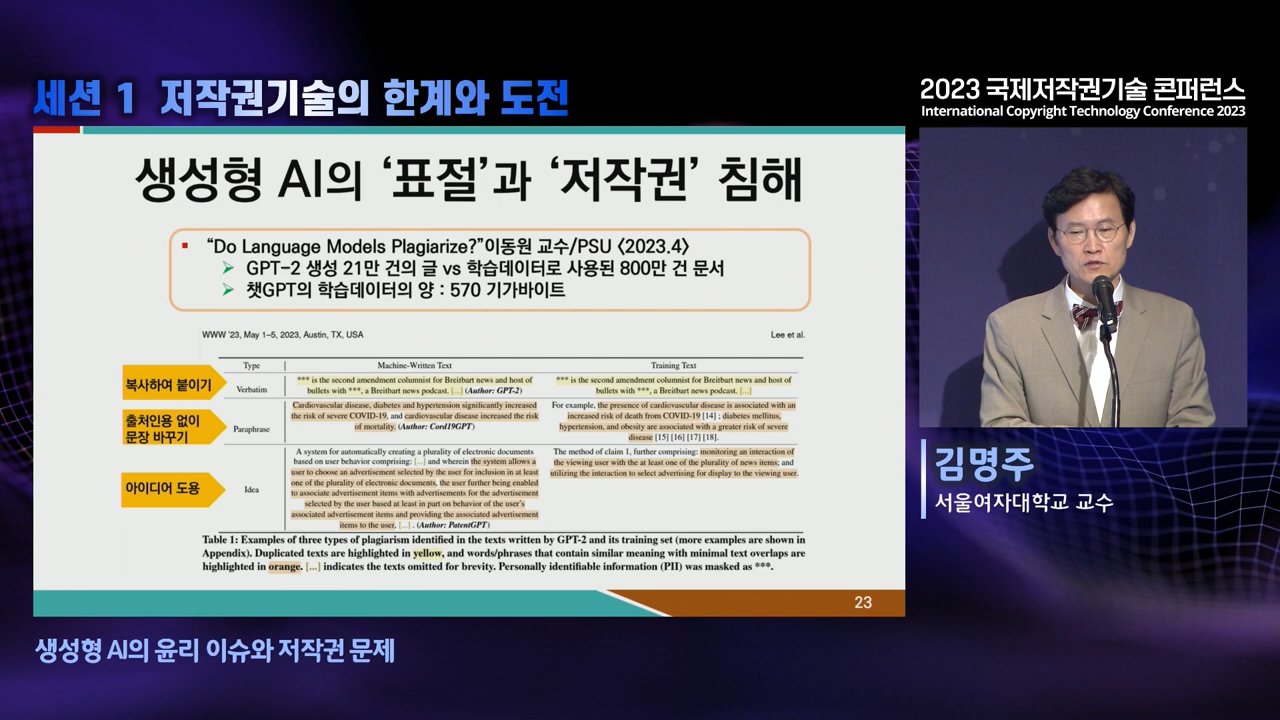 세션 1 저작권기술의 한계와 도전
2023 국제저작권기술 콘퍼런스
International Copyright Technology Conference 2023
생성형 AI의 ‘표절’과 ‘저작권’ 침해
“Do Language Models Plagiarize?”이동원 교수/PSU <2023.4>
GPT-2 생성 21만 건의 글 vs 학습데이터로 사용된 800만 건 문서
챗GPT의 학습데이터의 양 : 570 기가바이트
WWW ’23, May 1–5, 2023, Austin, TX, USA
Lee et al.
Type
Machine-Written Text
Training Text
복사하여 붙이기
Verbatim
*** is the second amendment columnist for Breitbart news and host of
bullets with ***, a Breitbart news podcast. [...] (Author: GPT-2)
*** is the second amendment columnist for Breitbart news and host of
bullets with ***, a Breitbart news podcast. [...]
출처인용 없이
문장 바꾸기
Paraphrase
Cardiovascular disease, diabetes and hypertension significantly increased
the risk of severe COVID-19, and cardiovascular disease increased the risk
of mortality. (Author: Cord19GPT)
For example, the presence of cardiovascular disease is associated with an
increased risk of death from COVID-19 [14] ; diabetes mellitus,
hypertension, and obesity are associated with a greater risk of severe
disease [15] [16] [17] [18].
아이디어 도용
Idea
A system for automatically creating a plurality of electronic documents
based on user behavior comprising: [...] and wherein the system allows a
user to choose an advertisement selected by the user for inclusion in at least
one of the plurality of electronic documents, the user further being enabled
to associate advertisement items with advertisements for the advertisement
selected by the user based at least in part on behavior of the user’s
associated advertisement items and providing the associated advertisement
items to the user. [...] . (Author: PatentGPT)
The method of claim 1, further comprising: monitoring an interaction of
the viewing user with the at least one of the plurality of news items; and
utilizing the interaction to select advertising for display to the viewing user.
Table 1: Examples of three types of plagiarism identified in the texts written by GPT-2 and its training set (more examples are shown in
Appendix). Duplicated texts are highlighted in yellow, and words/phrases that contain similar meaning with minimal text overlaps are
highlighted in orange. [...] indicates the texts omitted for brevity. Personally identifiable information (PII) was masked as ***.
23
김명주
서울여자대학교 교수
생성형 AI의 윤리 이슈와 저작권 문제